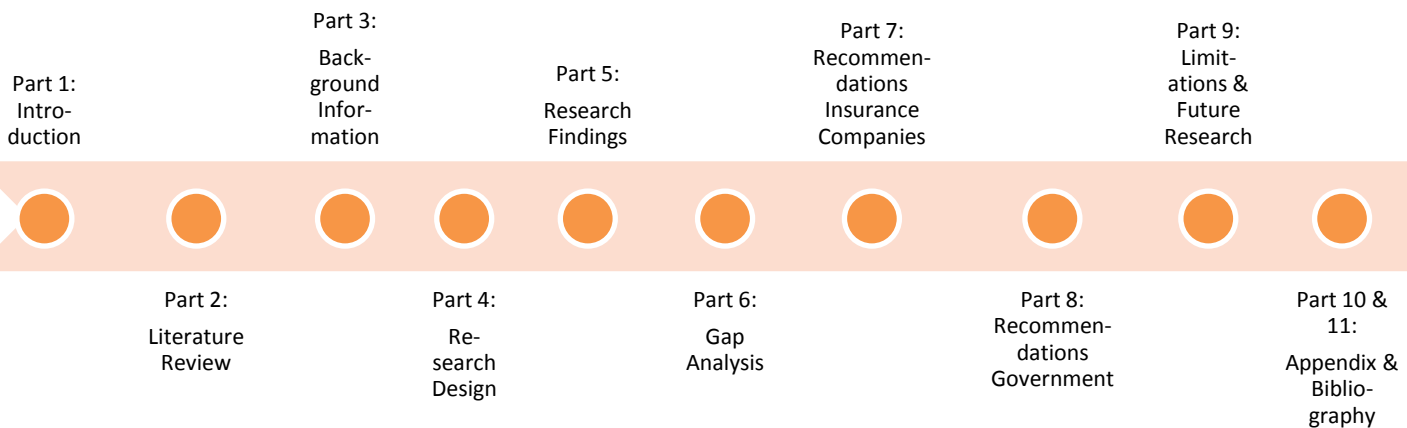 Part 1:
Intro-
duction
Part 2:
Literature
Review
Part 3:
Back-
ground
Infor-
mation
Part 4:
Re-
search
Design
Part 5:
Research
Findings
Part 6:
Gap
Analysis
Part 7:
Recommen-
dations
Insurance
Companies
Part 8:
Recommen-
dations
Government
Part 9:
Limit-
ations &
Future
Research
Part 10 &
11:
Appendix &
Biblio-
graphy